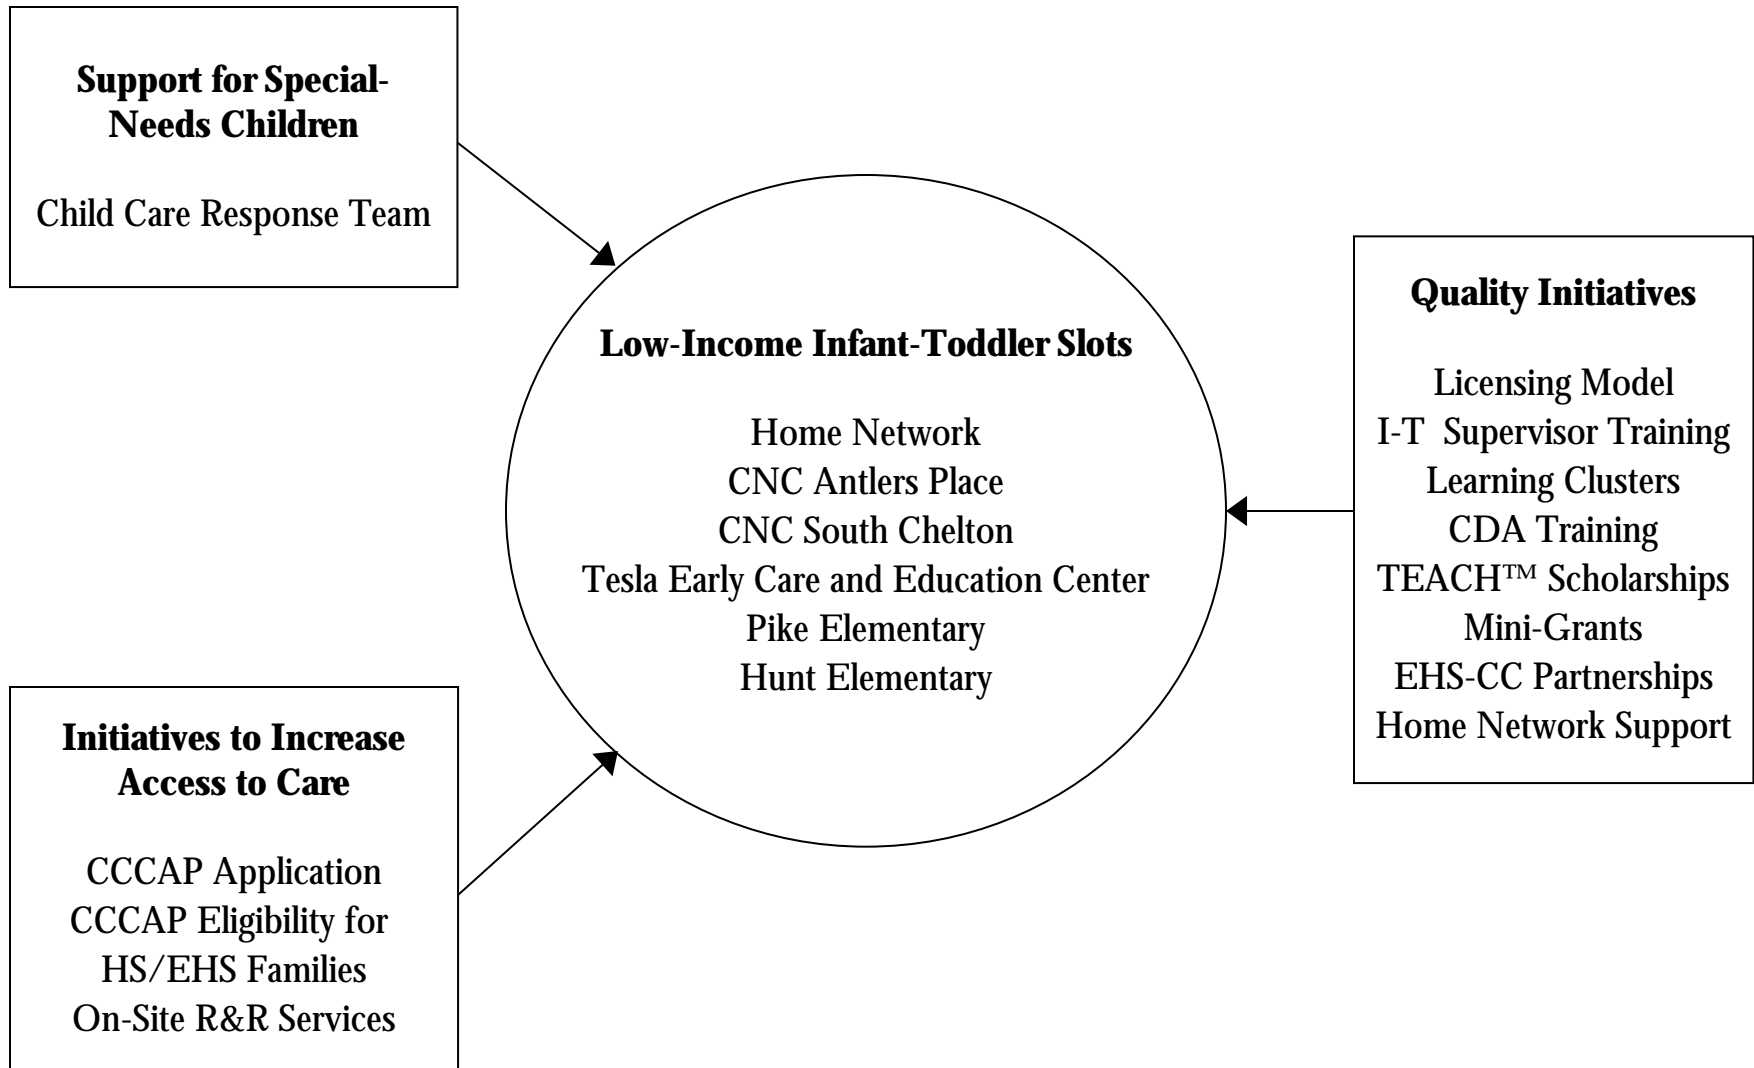 Support for Special-
Needs Children
Child Care Response Team
Low-Income Infant-Toddler Slots
Home Network
CNC Antlers Place
CNC South Chelton
Tesla Early Care and Education Center
Pike Elementary
Hunt Elementary
Quality Initiatives
Licensing Model
I-T Supervisor Training
Learning Clusters
CDA Training
TEACH™ Scholarships
Mini-Grants
EHS-CC Partnerships
Home Network Support
Initiatives to Increase
Access to Care
CCCAP Application
CCCAP Eligibility for
HS/EHS Families
On-Site R&R Services